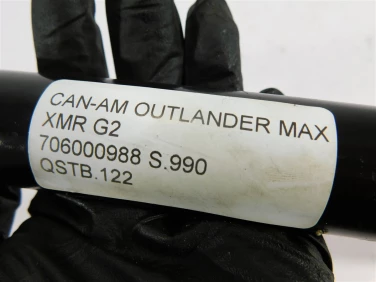 CAN-AM OUTLANDER MAX
XMR G2
706000988 S.990
QSTB.122